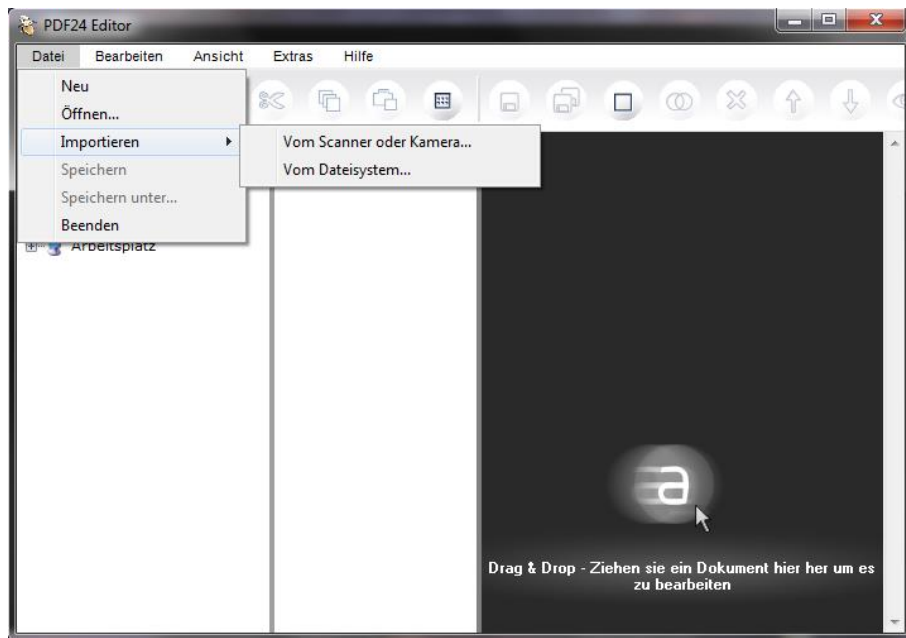 PDF24 Editor
Datei Bearbeiten Ansicht Extras Hilfe
Neu
Öffnen...
Importieren
Vom Scanner oder Kamera...
Vom Dateisystem...
Speichern
Speichern unter...
Beenden
Arbeitsplatz
a
Drag & Drop - Ziehen sie ein Dokument hier her um es
zu bearbeiten